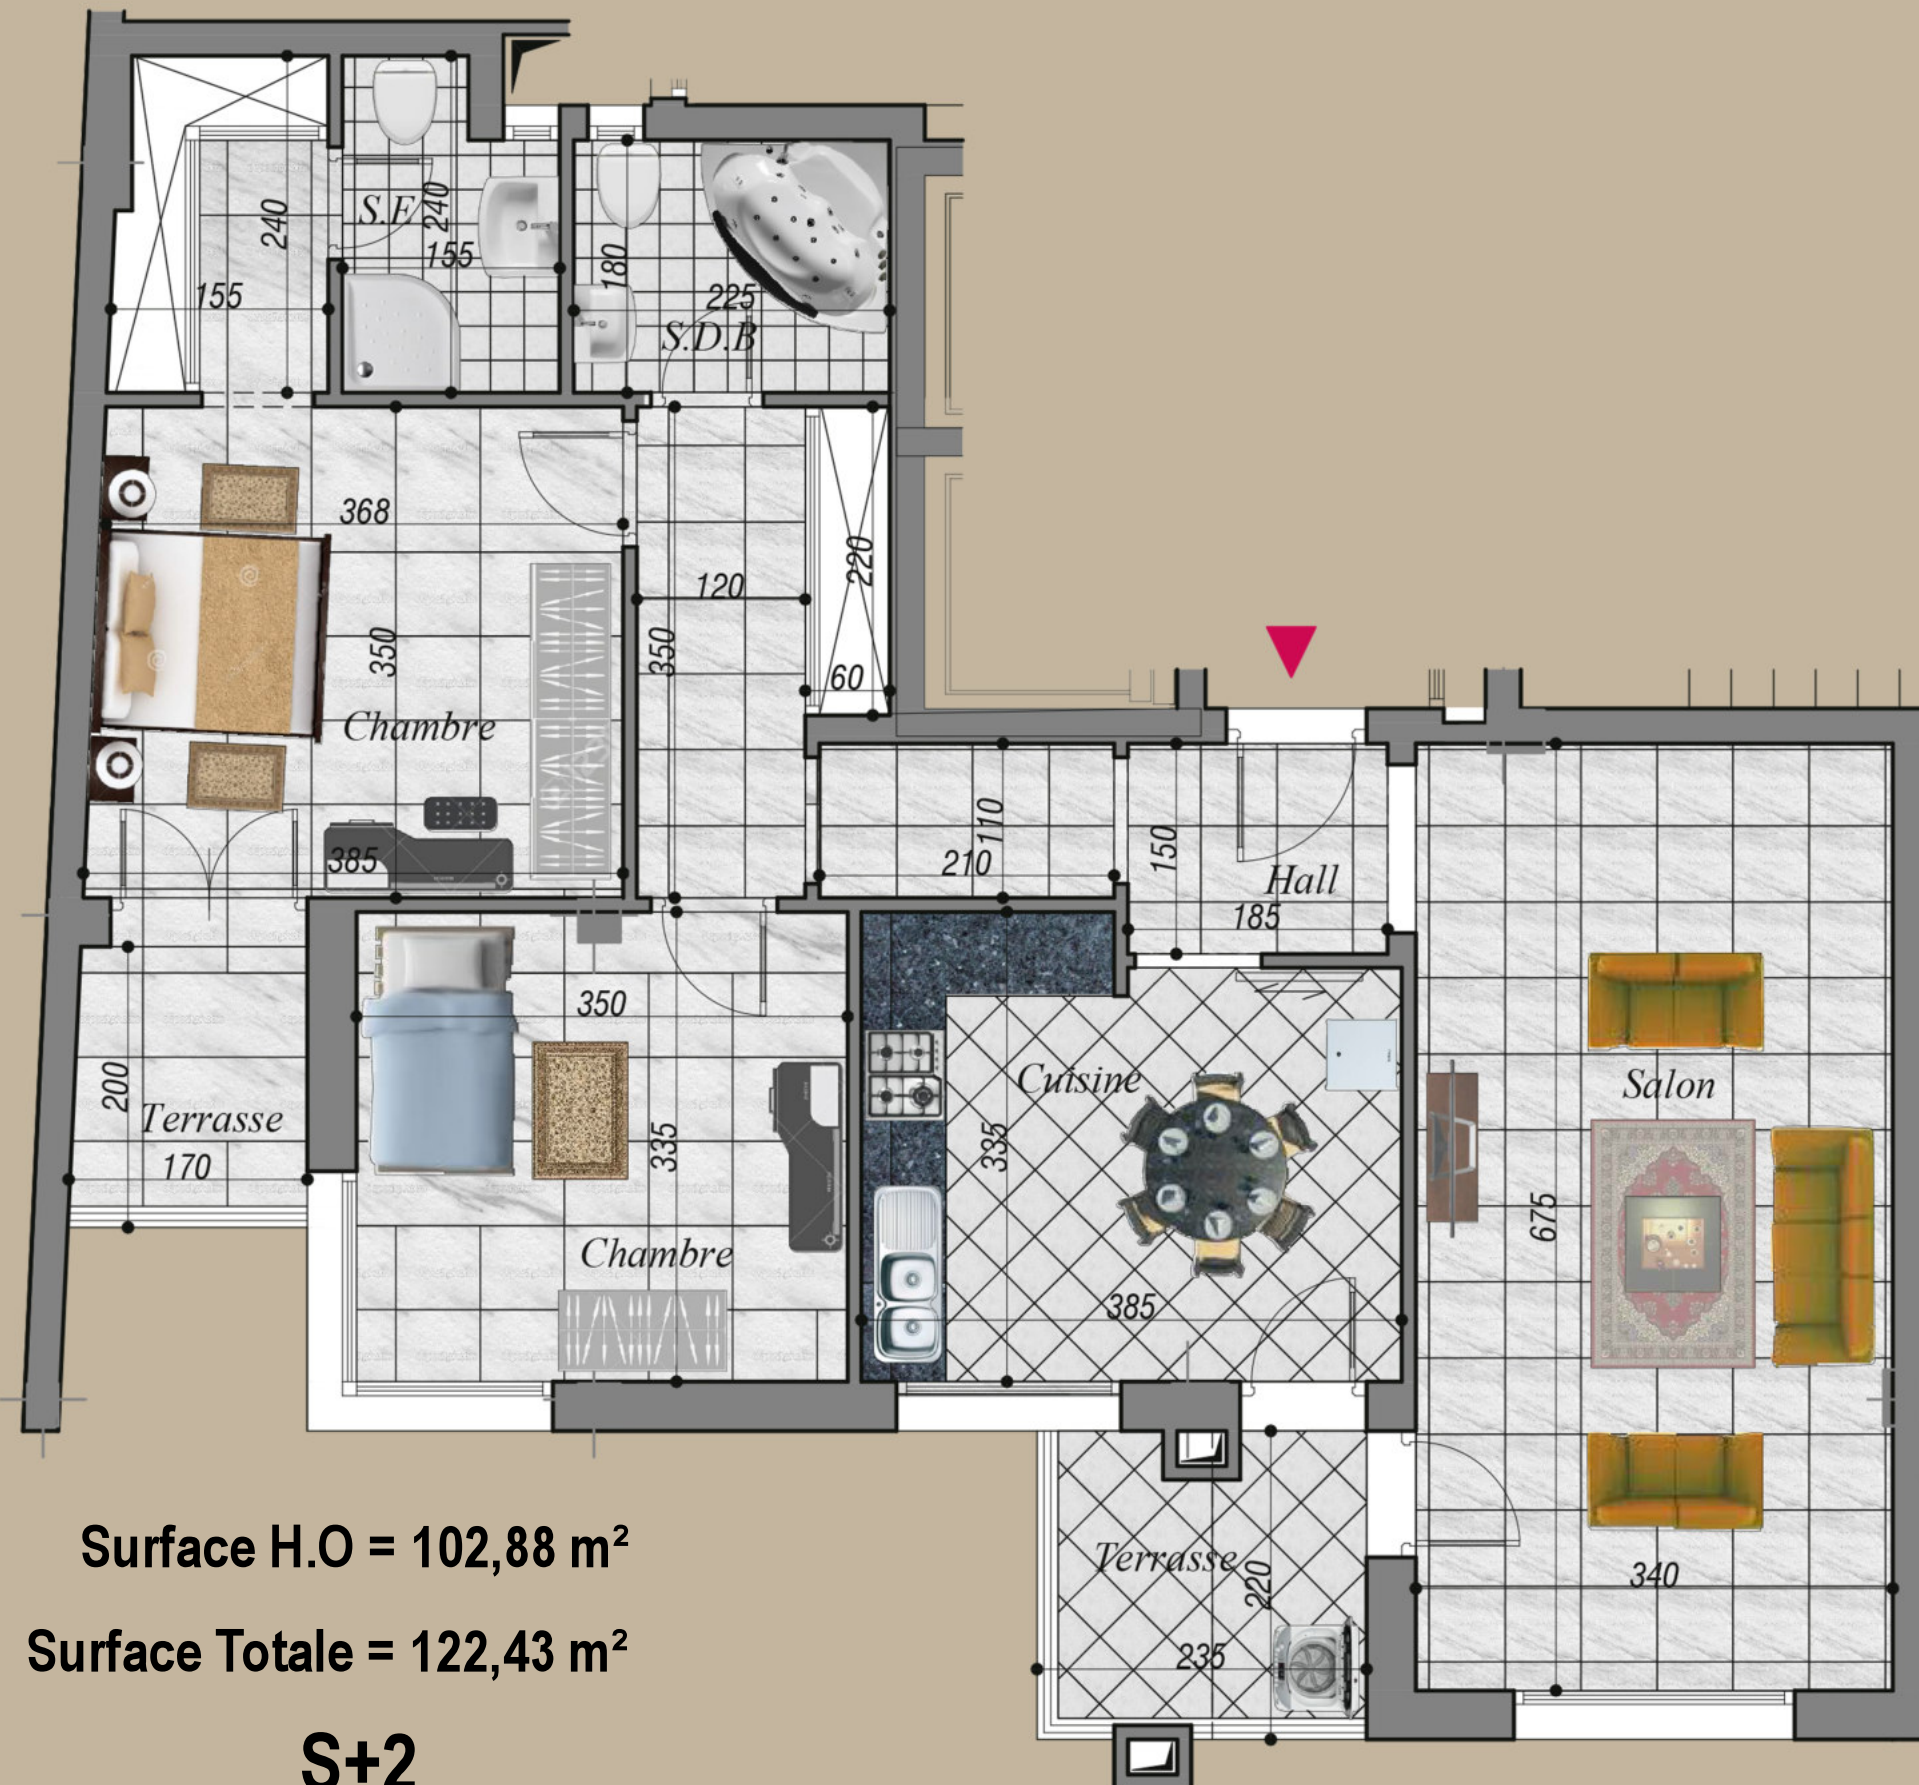 240
S.E
240
155
155
180
225
S.D.B
368
350
Chambre
385
120
350
220
60
110
210
150
Hall
185
200
Terrasse
170
350
335
Chambre
Cuisine
335
385
Salon
675
340
Terrasse
220
235
Surface H.O = 102,88 m²
Surface Totale = 122,43 m²
S+2